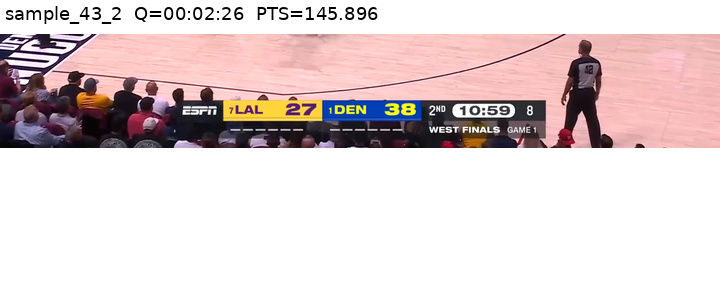 sample_43_2 Q=00:02:26 PTS=145.896
ESPN 7 LAL 27 1 DEN 38 2ND 10:59 8
WEST FINALS GAME 1
42